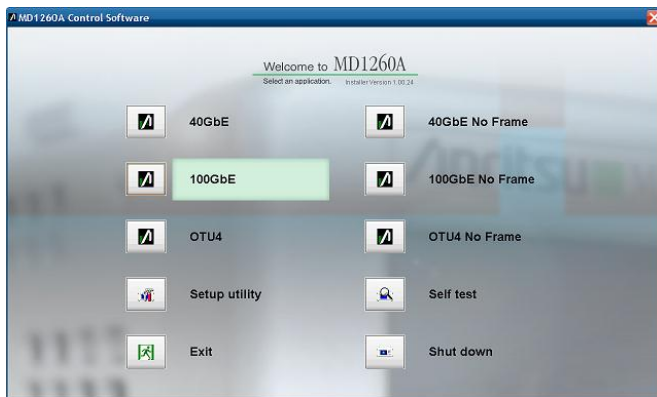 MD1260A Control Software
Welcome to MD1260A
Select an application. Installer Version 1.00.24
40GbE 40GbE No Frame
100GbE 100GbE No Frame
OTU4 OTU4 No Frame
Setup utility Self test
Exit Shut down
Anritsu